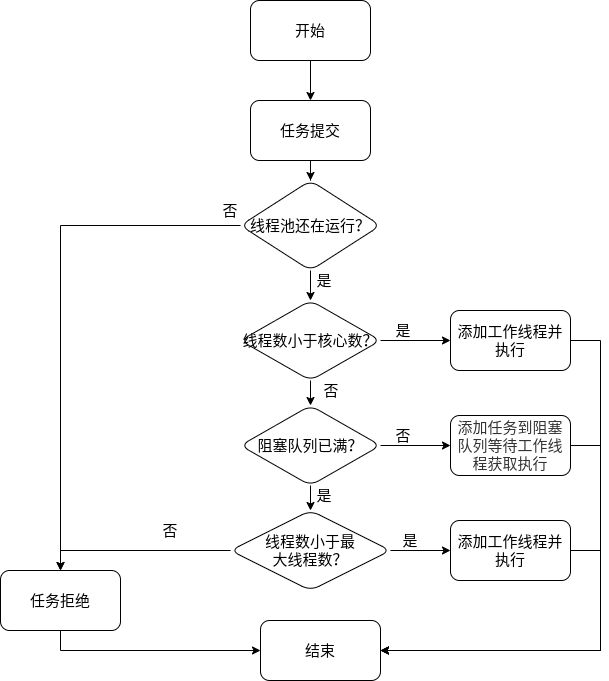 开始
任务提交
否
线程池还在运行？
是
线程数小于核心数？
是
添加工作线程并
执行
否
阻塞队列已满？
否
添加任务到阻塞
队列等待工作线
程获取执行
是
否
线程数小于最
大线程数？
是
添加工作线程并
执行
任务拒绝
结束